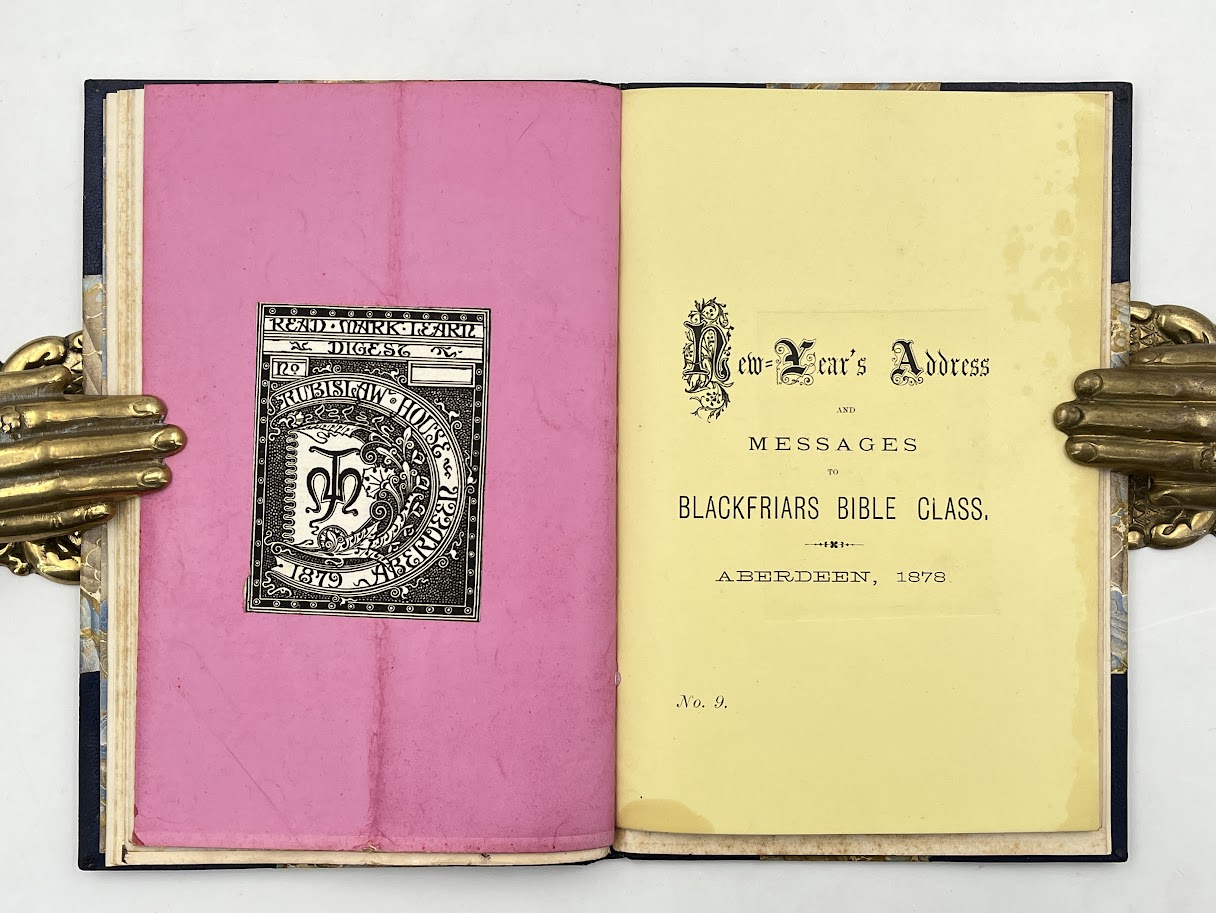 READ · MARK · LEARN
DIGEST
No
RUBISLAW · HOUSE
ABERDEEN
1879
New=Year's Address
AND
MESSAGES
TO
BLACKFRIARS BIBLE CLASS.
ABERDEEN, 1878.
No. 9.